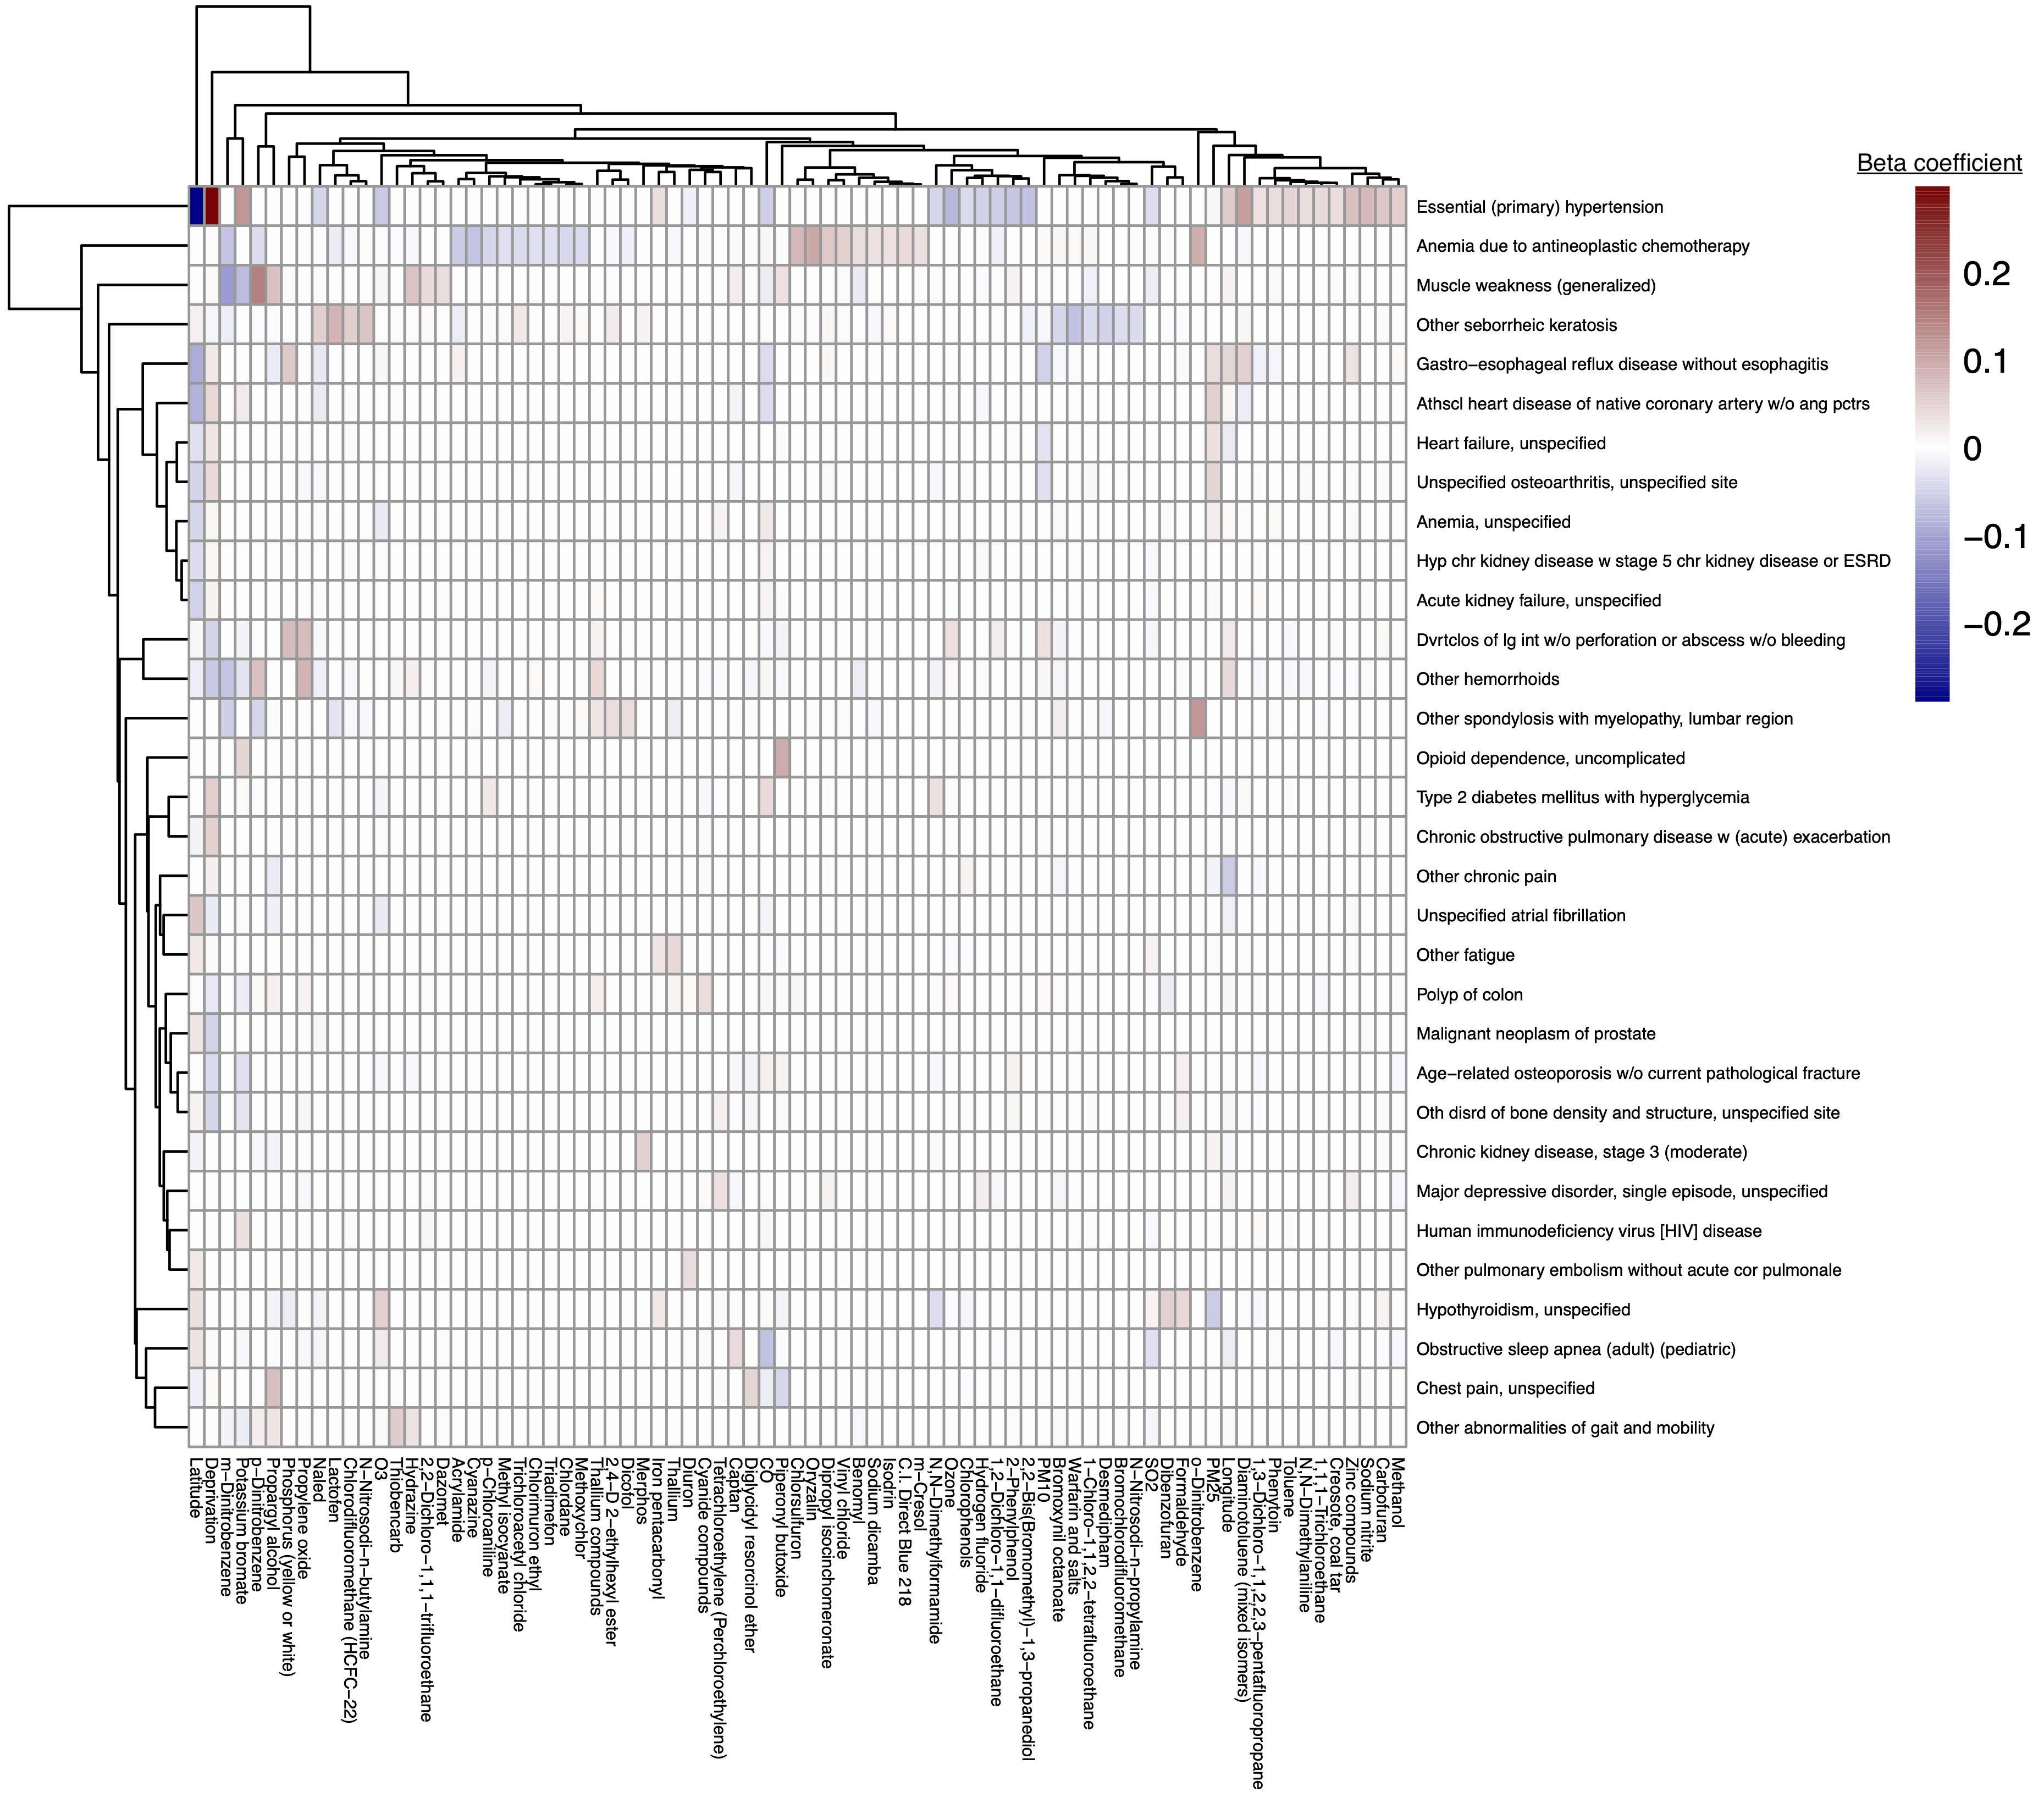 Beta coefficient
0.2
0.1
0
−0.1
−0.2
Essential (primary) hypertension
Anemia due to antineoplastic chemotherapy
Muscle weakness (generalized)
Other seborrheic keratosis
Gastro−esophageal reflux disease without esophagitis
Athscl heart disease of native coronary artery w/o ang pctrs
Heart failure, unspecified
Unspecified osteoarthritis, unspecified site
Anemia, unspecified
Hyp chr kidney disease w stage 5 chr kidney disease or ESRD
Acute kidney failure, unspecified
Dvrtclos of lg int w/o perforation or abscess w/o bleeding
Other hemorrhoids
Other spondylosis with myelopathy, lumbar region
Opioid dependence, uncomplicated
Type 2 diabetes mellitus with hyperglycemia
Chronic obstructive pulmonary disease w (acute) exacerbation
Other chronic pain
Unspecified atrial fibrillation
Other fatigue
Polyp of colon
Malignant neoplasm of prostate
Age−related osteoporosis w/o current pathological fracture
Oth disrd of bone density and structure, unspecified site
Chronic kidney disease, stage 3 (moderate)
Major depressive disorder, single episode, unspecified
Human immunodeficiency virus [HIV] disease
Other pulmonary embolism without acute cor pulmonale
Hypothyroidism, unspecified
Obstructive sleep apnea (adult) (pediatric)
Chest pain, unspecified
Other abnormalities of gait and mobility
Latitude
Deprivation
m−Dinitrobenzene
Potassium bromate
p−Dinitrobenzene
Propargyl alcohol
Phosphorus (yellow or white)
Propylene oxide
Naled
Lactofen
Chlorodifluoromethane (HCFC−22)
N−Nitrosodi−n−butylamine
O3
Thiobencarb
Hydrazine
2,2−Dichloro−1,1,1−trifluoroethane
Dazomet
Acrylamide
Cyanazine
p−Chloroaniline
Methyl isocyanate
Trichloroacetyl chloride
Chlorimuron ethyl
Triadimefon
Chlordane
Methoxychlor
Thallium compounds
2,4−D 2−ethylhexyl ester
Dicofol
Merphos
Iron pentacarbonyl
Thallium
Diuron
Cyanide compounds
Tetrachloroethylene (Perchloroethylene)
Captan
Diglycidyl resorcinol ether
CO
Piperonyl butoxide
Chlorsulfuron
Oryzalin
Dipropyl isocinchomeronate
Vinyl chloride
Benomyl
Sodium dicamba
Isodrin
C.I. Direct Blue 218
m−Cresol
N,N−Dimethylformamide
Ozone
Chlorophenols
Hydrogen fluoride
1,2−Dichloro−1,1−difluoroethane
2−Phenylphenol
2,2−Bis(Bromomethyl)−1,3−propanediol
PM10
Bromoxynil octanoate
Warfarin and salts
1−Chloro−1,1,2,2−tetrafluoroethane
Desmedipham
Bromochlorodifluoromethane
N−Nitrosodi−n−propylamine
SO2
Dibenzofuran
Formaldehyde
o−Dinitrobenzene
PM25
Longitude
Diaminotoluene (mixed isomers)
1,3−Dichloro−1,1,2,2,3−pentafluoropropane
Phenytoin
Toluene
N,N−Dimethylaniline
1,1,1−Trichloroethane
Creosote, coal tar
Zinc compounds
Sodium nitrite
Carbofuran
Methanol